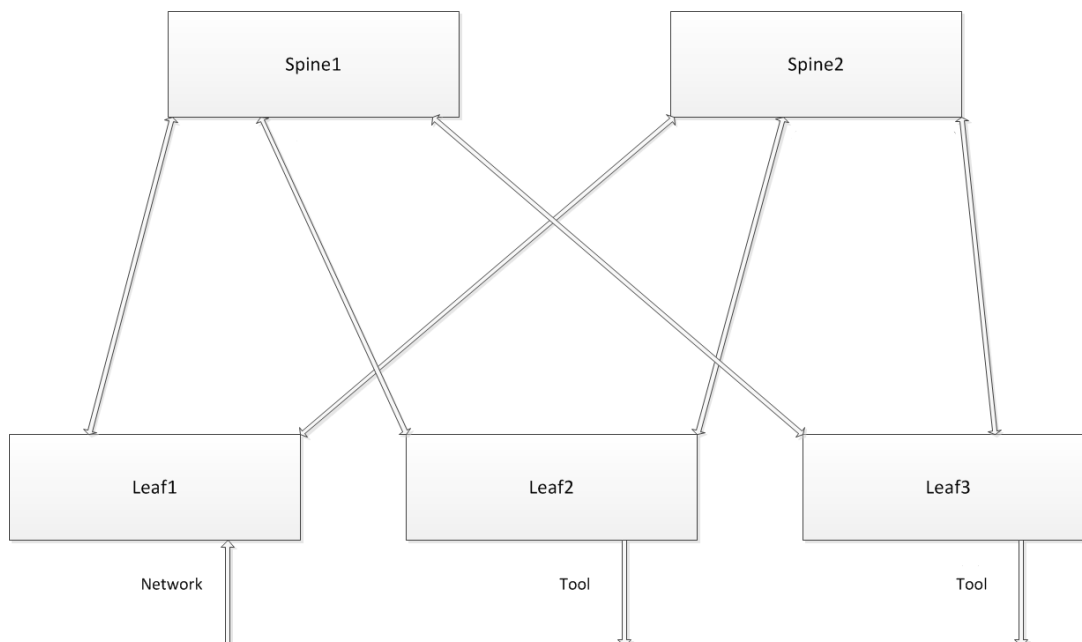 Spine1
Spine2
Leaf1
Leaf2
Leaf3
Network
Tool
Tool